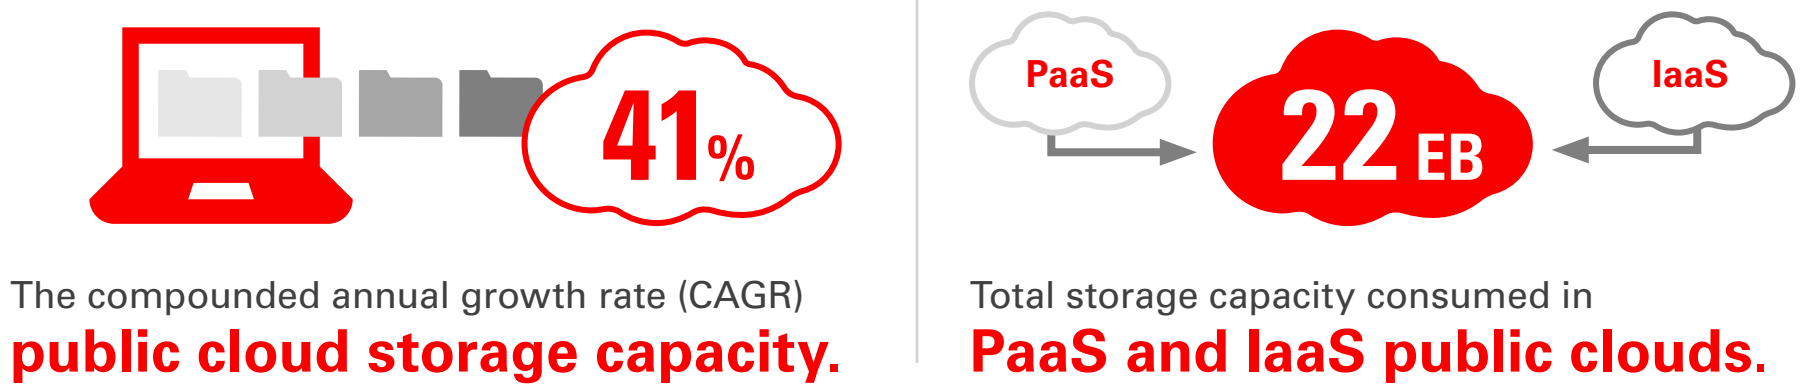 41%
The compounded annual growth rate (CAGR)
public cloud storage capacity.
PaaS
22 EB
IaaS
Total storage capacity consumed in
PaaS and IaaS public clouds.